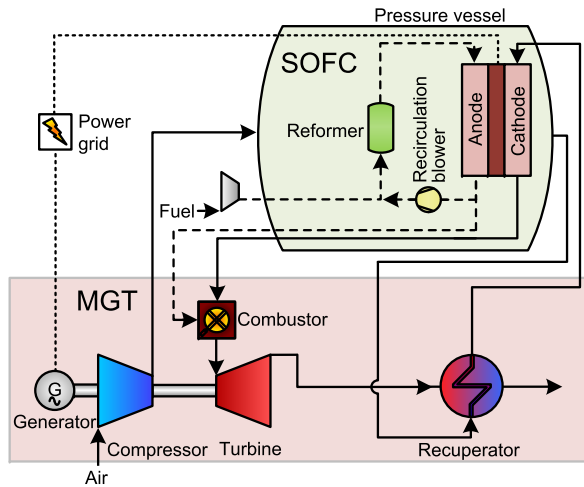 Pressure vessel
SOFC
Power
grid
Reformer
Recirculation
blower
Anode
Cathode
Fuel
MGT
Combustor
G
Generator
Compressor
Turbine
Recuperator
Air